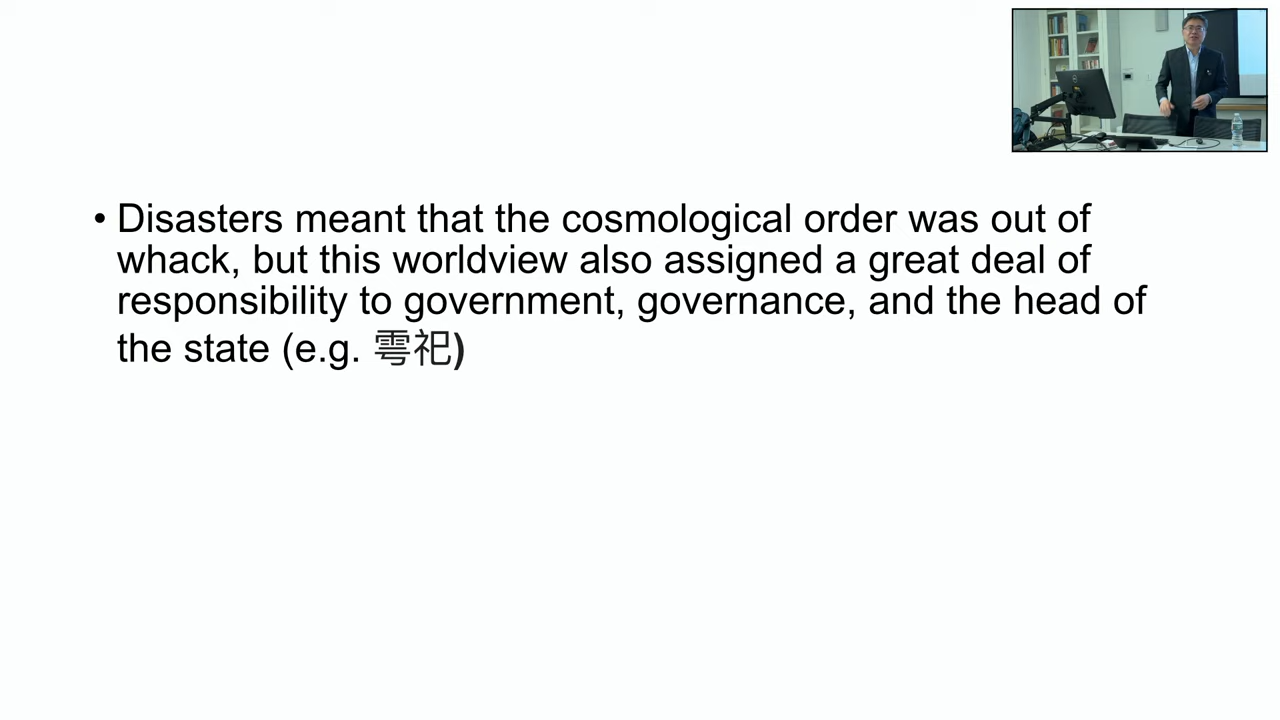 • Disasters meant that the cosmological order was out of
whack, but this worldview also assigned a great deal of
responsibility to government, governance, and the head of
the state (e.g. 雩祀)